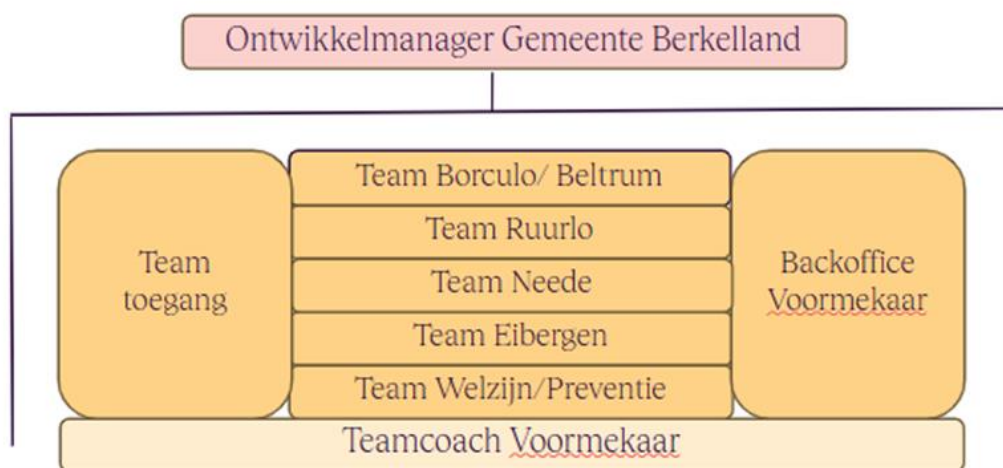 Ontwikkelmanager Gemeente Berkelland
Team
toegang
Team Borculo/ Beltrum
Team Ruurlo
Team Neede
Team Eibergen
Team Welzijn/Preventie
Backoffice
Voormekaar
Teamcoach Voormekaar